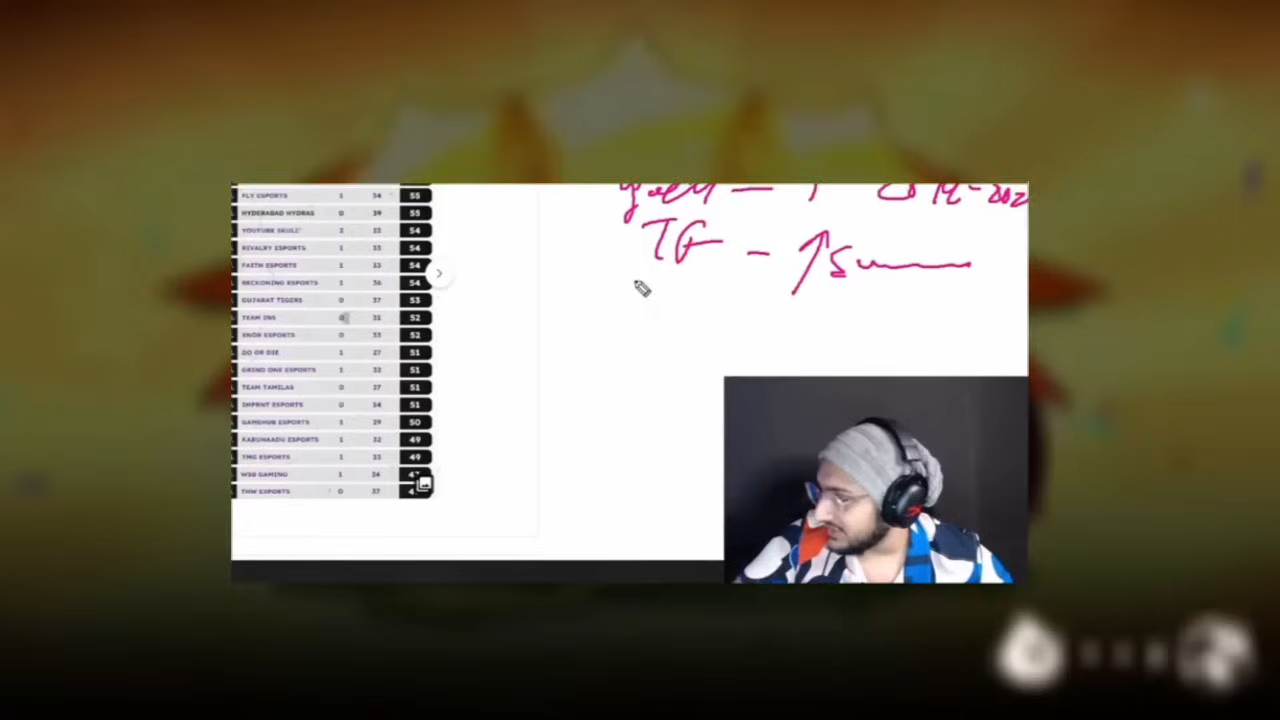 FLY ESPORTS 1 34 55
HYDERABAD HYDRAS 0 39 55
YOUTUBE SKULL 54
RIVALRY ESPORTS 1 33 54
FAITH ESPORTS 1 33 54
RECKONING ESPORTS 1 36 54
GUJARAT TIGERS 0 37 53
TEAM INS 0 31 52
XNOR ESPORTS 0 52
DO OR DIE 1 27 51
GRIND ONE ESPORTS 1 32 51
TEAM TAMILAS 0 27 51
IMPRNT ESPORTS 0 34 51
GAMEHUB ESPORTS 1 29 50
KARUNAADU ESPORTS 1 32 49
TMG ESPORTS 1 33 49
WSB GAMING 1 34
THW ESPORTS 0 37
TG -